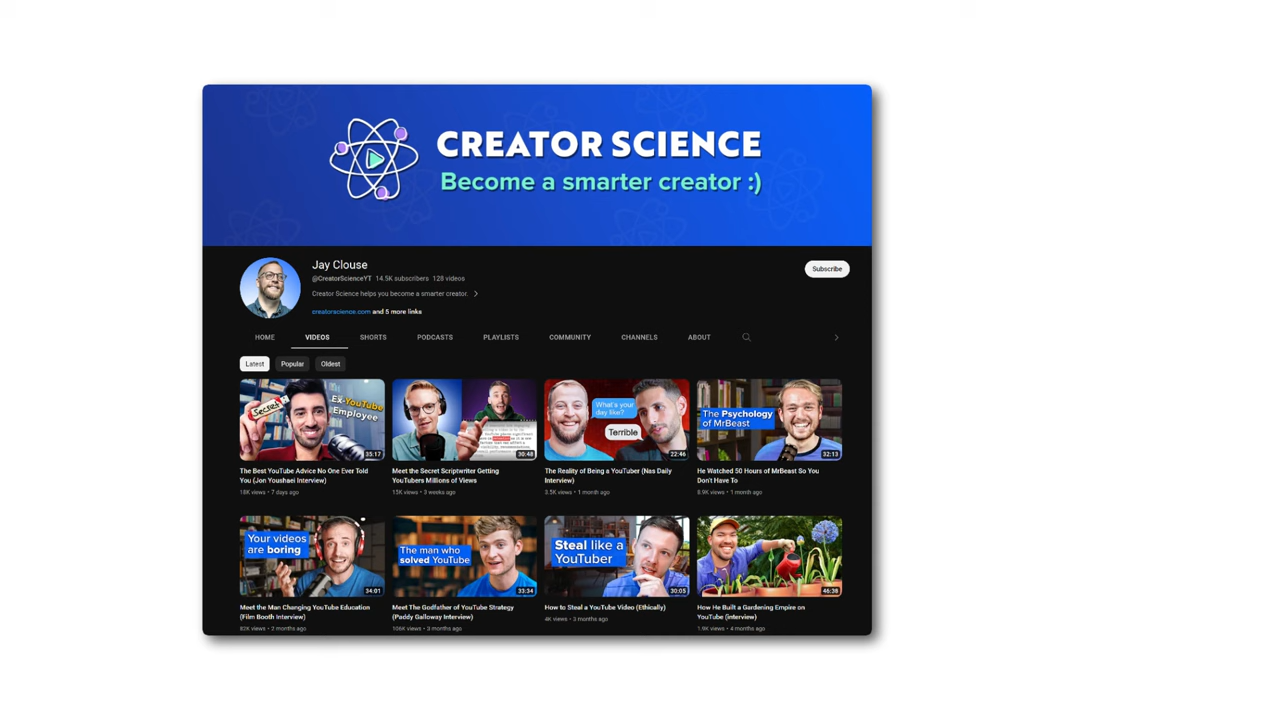 CREATOR SCIENCE
Become a smarter creator :)
Jay Clouse
@CreatorScienceYT 14.5K subscribers 128 videos
Creator Science helps you become a smarter creator.
creatorscience.com and 5 more links
Subscribe
HOME VIDEOS SHORTS PODCASTS PLAYLISTS COMMUNITY CHANNELS ABOUT
Latest Popular Oldest
Secret
Ex-YouTube
Employee
35:17
30:48
What's your
day like?
Terrible
22:46
The Psychology
of MrBeast
32:13
The Best YouTube Advice No One Ever Told
You (Jon Youshaei Interview)
18K views • 7 days ago
Meet the Secret Scriptwriter Getting
YouTubers Millions of Views
15K views • 3 weeks ago
The Reality of Being a YouTuber (Nas Daily
Interview)
3.5K views • 1 month ago
He Watched 50 Hours of MrBeast So You
Don't Have To
8.9K views • 1 month ago
Your videos
are boring
34:01
The man who
solved YouTube
33:34
Steal like a
YouTuber
30:05
46:36
Meet the Man Changing YouTube Education
(Film Booth Interview)
82K views • 2 months ago
Meet The Godfather of YouTube Strategy
(Paddy Galloway Interview)
106K views • 3 months ago
How to Steal a YouTube Video (Ethically)
4K views • 3 months ago
How He Built a Gardening Empire on
YouTube (interview)
1.9K views • 4 months ago